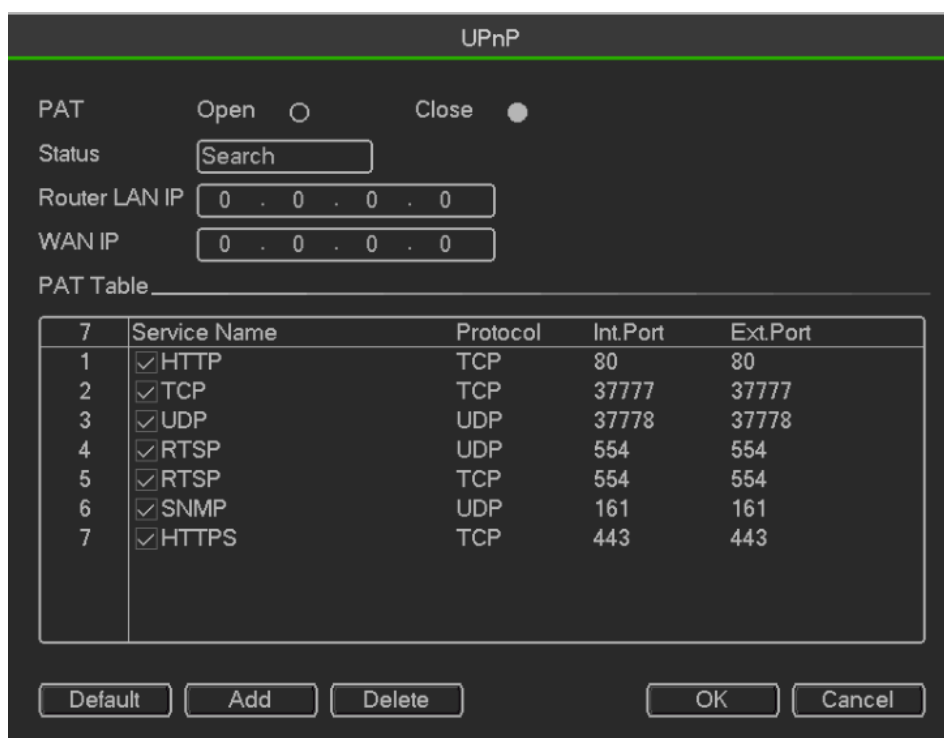 UPnP
PAT Open Close
Status Search
Router LAN IP 0 . 0 . 0 . 0
WAN IP 0 . 0 . 0 . 0
PAT Table
7 Service Name Protocol Int.Port Ext.Port
1 HTTP TCP 80 80
2 TCP TCP 37777 37777
3 UDP UDP 37778 37778
4 RTSP UDP 554 554
5 RTSP TCP 554 554
6 SNMP UDP 161 161
7 HTTPS TCP 443 443
Default Add Delete OK Cancel